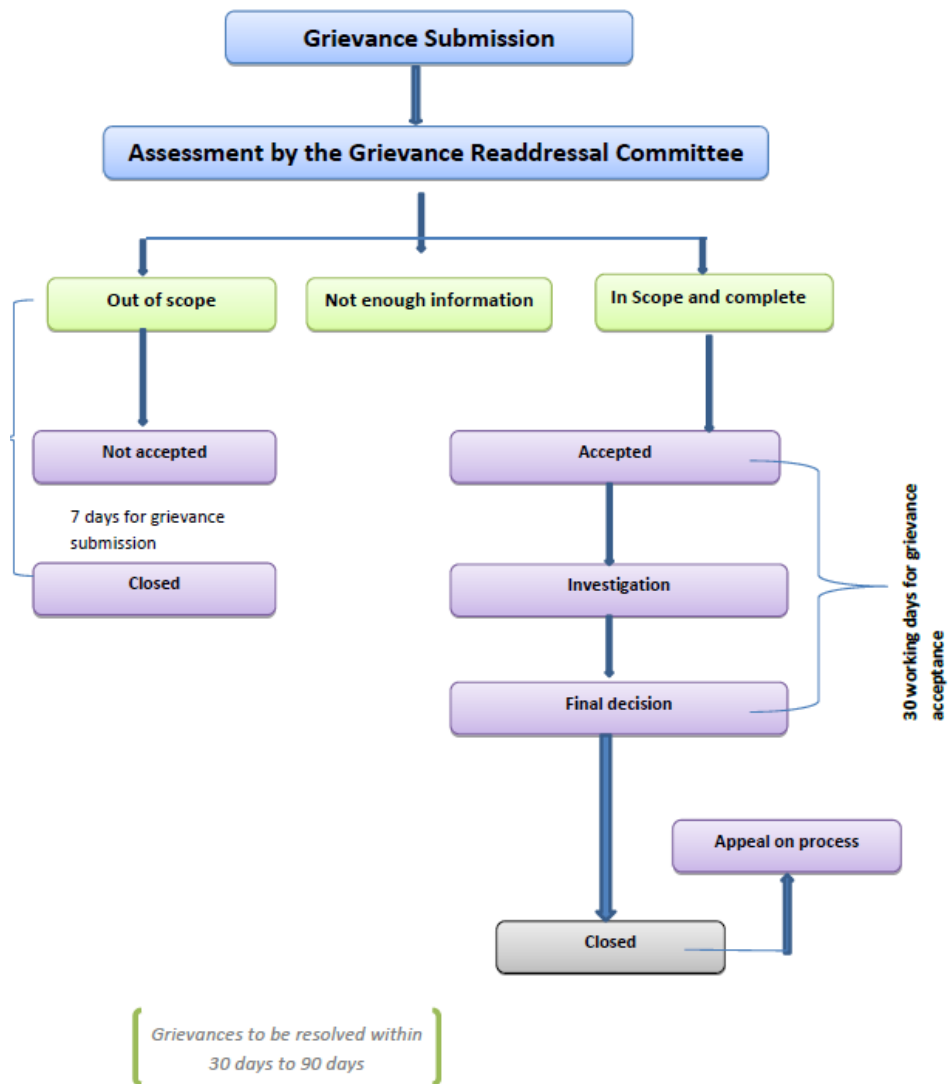 Grievance Submission
Assessment by the Grievance Readdressal Committee
Out of scope
Not enough information
In Scope and complete
Not accepted
Accepted
7 days for grievance
submission
Closed
Investigation
Final decision
30 working days for grievance
acceptance
Appeal on process
Closed
Grievances to be resolved within
30 days to 90 days